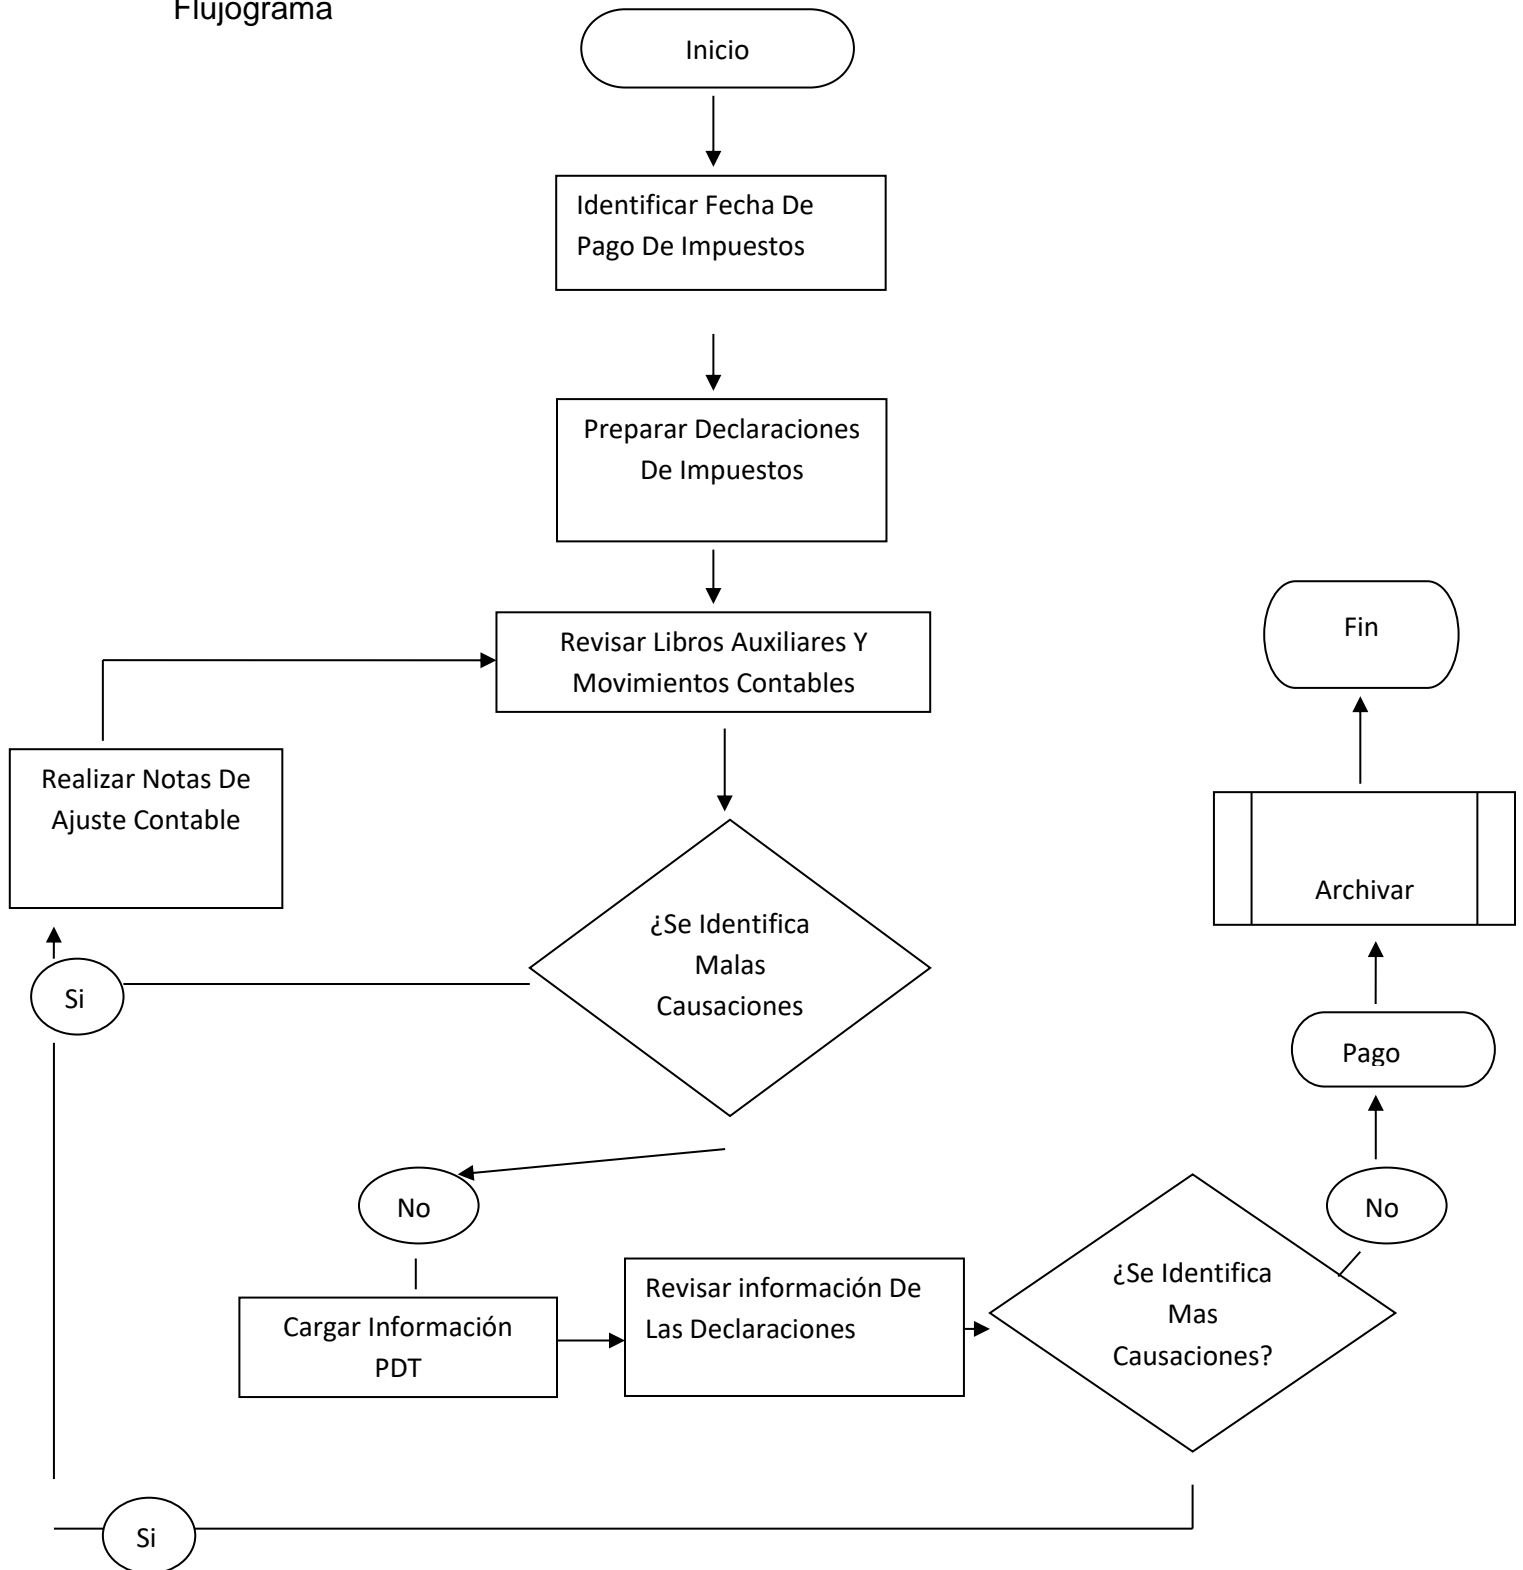 Flujograma
Inicio
Identificar Fecha De
Pago De Impuestos
Preparar Declaraciones
De Impuestos
Revisar Libros Auxiliares Y
Movimientos Contables
Fin
Realizar Notas De
Ajuste Contable
Archivar
¿Se Identifica
Malas
Causaciones
Si
Pago
No
No
Cargar Información
PDT
Revisar información De
Las Declaraciones
¿Se Identifica
Mas
Causaciones?
Si